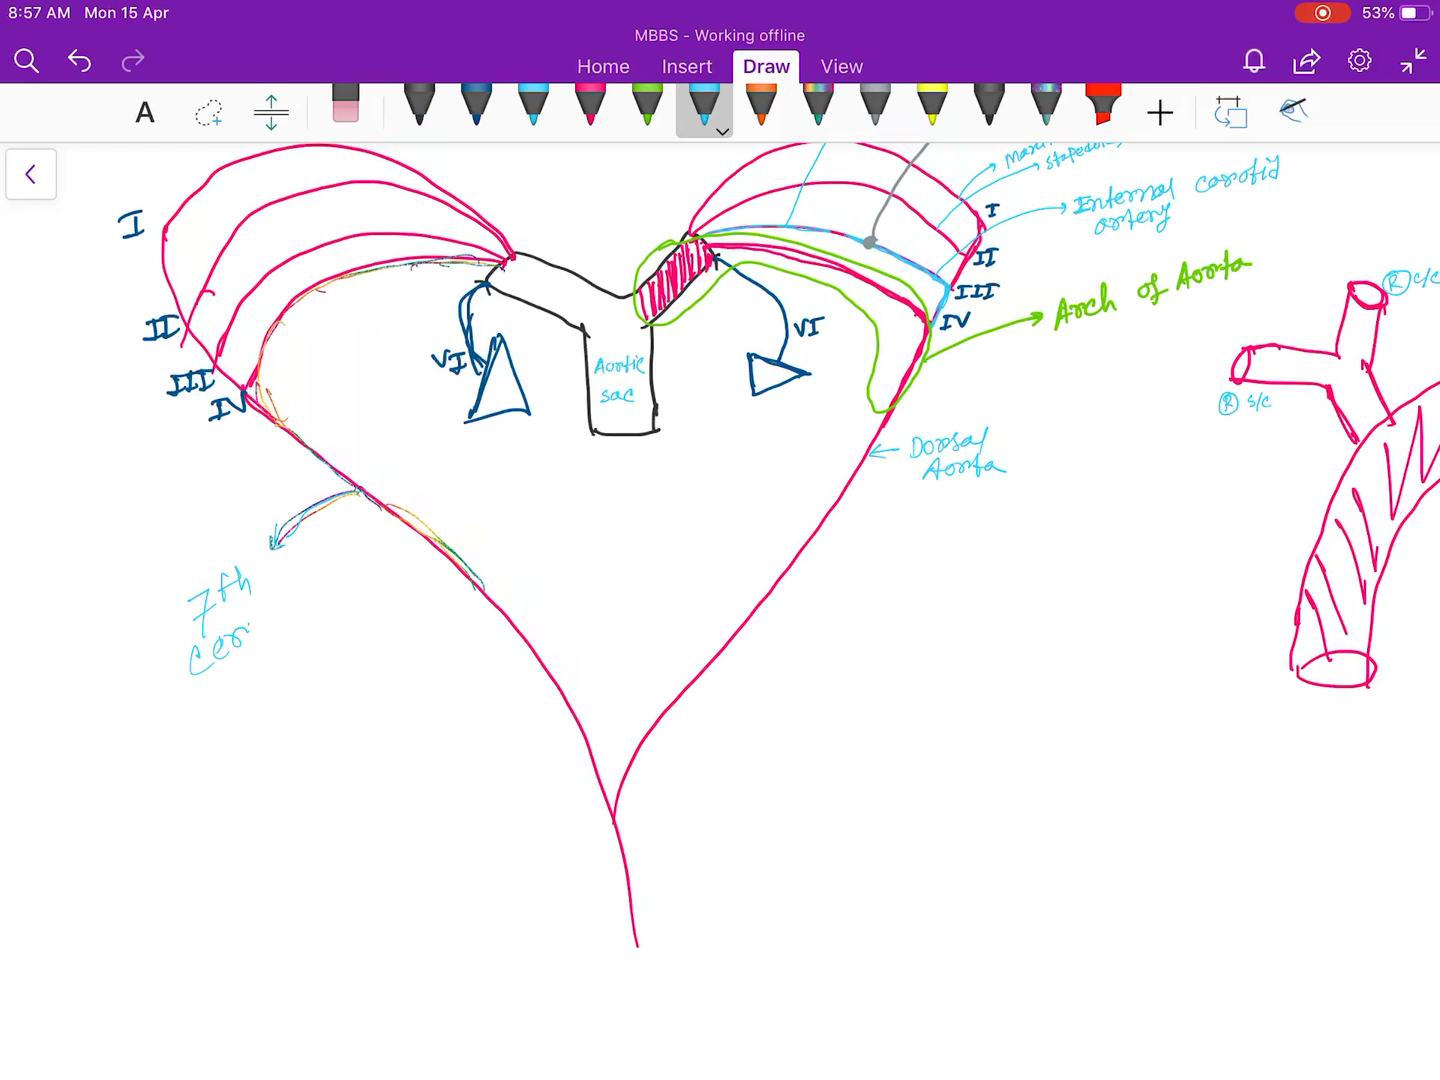 8:57 AM Mon 15 Apr
53%
MBBS - Working offline
Home Insert Draw View
A
I
II
III
IV
VI
Aortic
sac
VI
I
II
III
IV
Internal carotid
artery
Arch of Aorta
Dorsal
Aorta
7th
cer
R C/C
R S/C